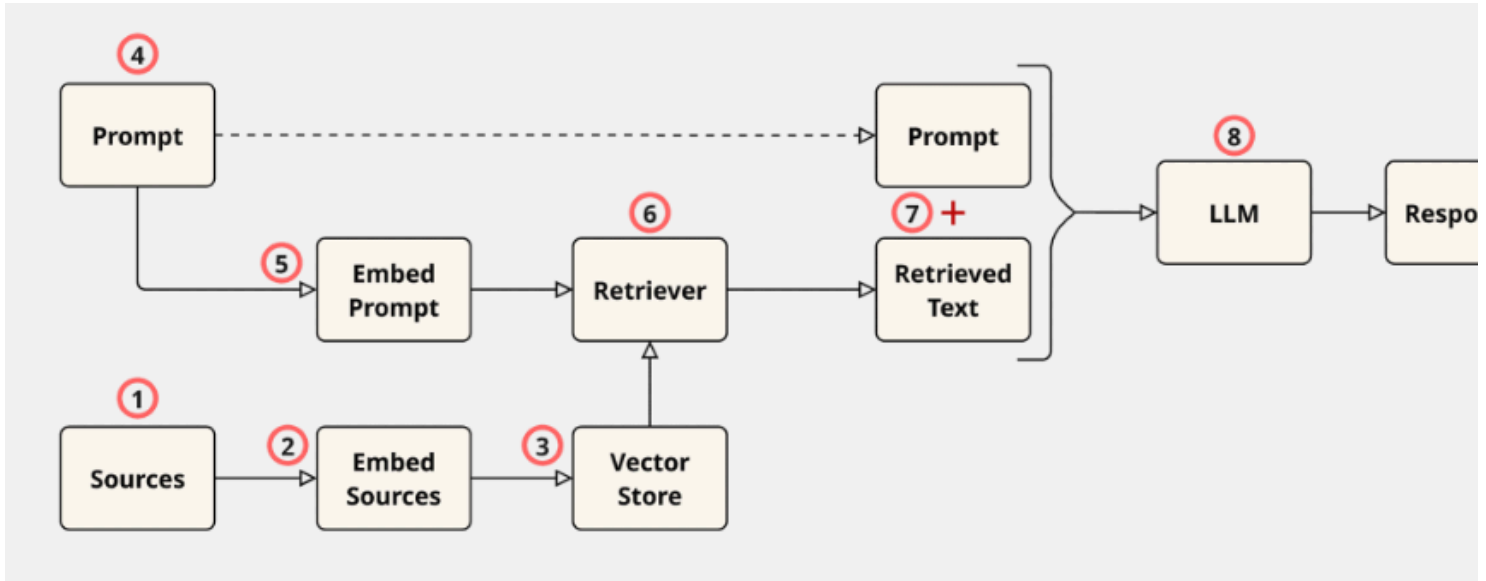 4
Prompt
Prompt
8
6
7 +
LLM
Respo
5
Embed
Prompt
Retriever
Retrieved
Text
1
2
3
Sources
Embed
Sources
Vector
Store